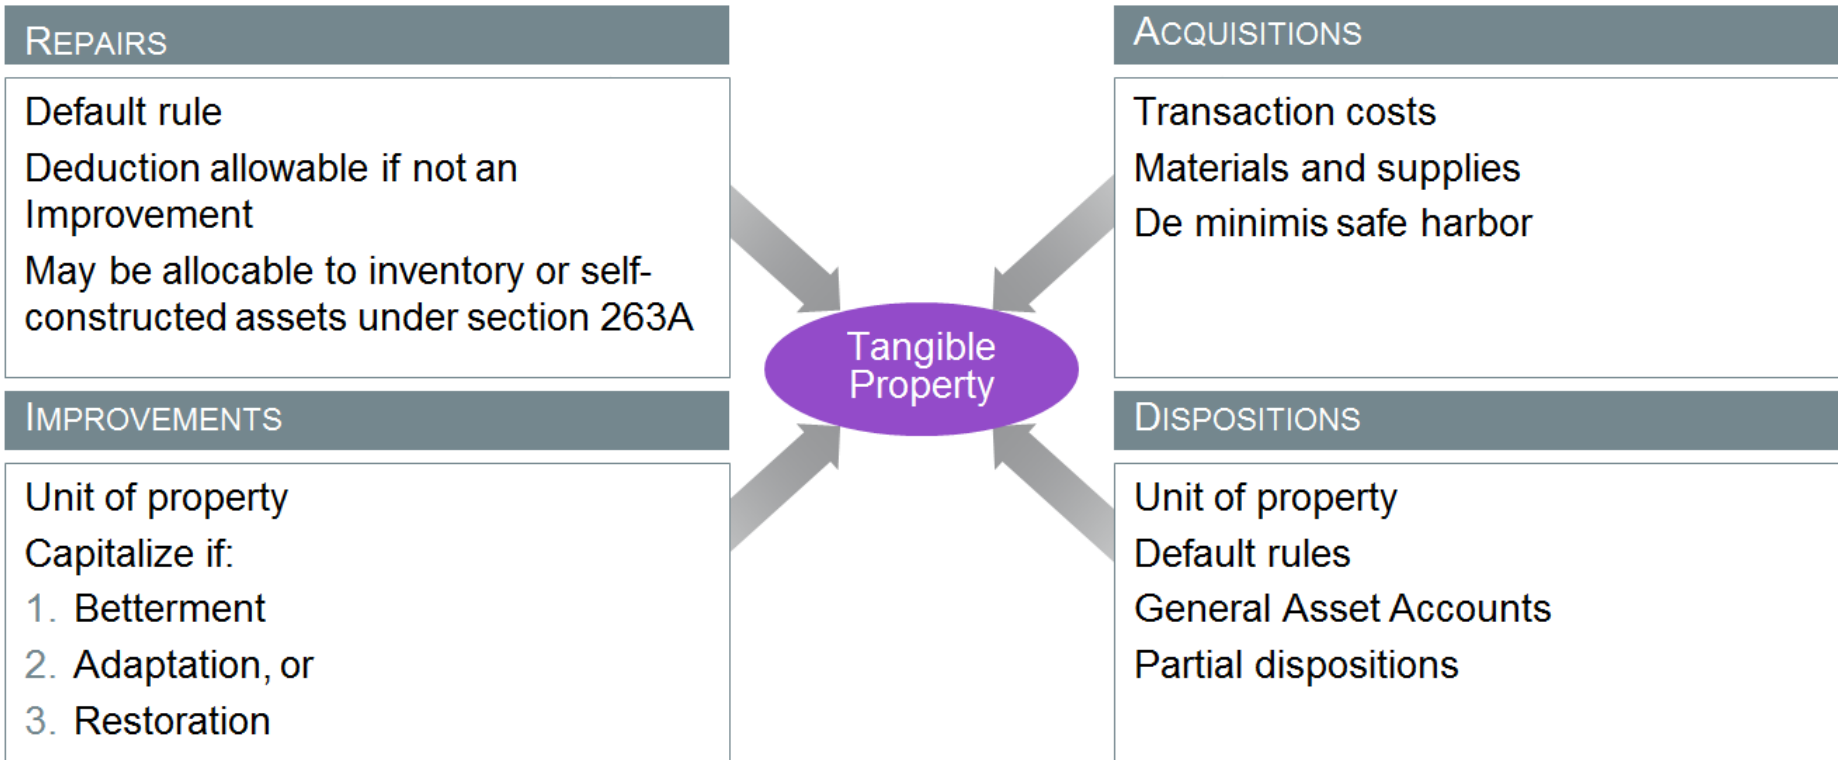 REPAIRS
Default rule
Deduction allowable if not an
Improvement
May be allocable to inventory or self-
constructed assets under section 263A
ACQUISITIONS
Transaction costs
Materials and supplies
De minimis safe harbor
Tangible
Property
IMPROVEMENTS
Unit of property
Capitalize if:
1. Betterment
2. Adaptation, or
3. Restoration
DISPOSITIONS
Unit of property
Default rules
General Asset Accounts
Partial dispositions